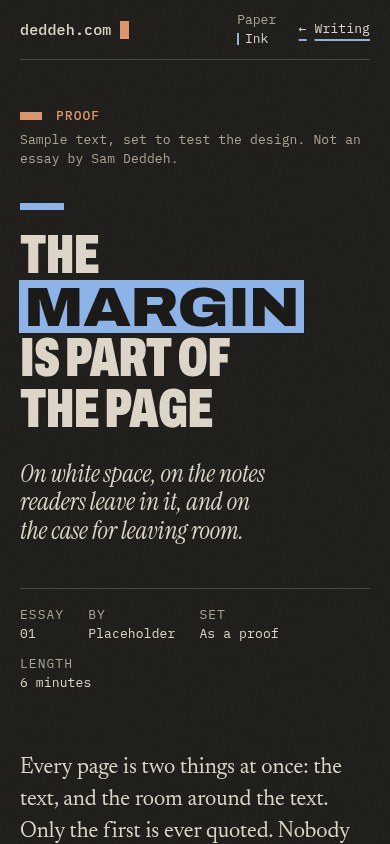 deddeh.com
Paper
Ink
← Writing
PROOF
Sample text, set to test the design. Not an
essay by Sam Deddeh.
THE
MARGIN
IS PART OF
THE PAGE
On white space, on the notes
readers leave in it, and on
the case for leaving room.
ESSAY BY SET
01 Placeholder As a proof
LENGTH
6 minutes
Every page is two things at once: the
text, and the room around the text.
Only the first is ever quoted. Nobody